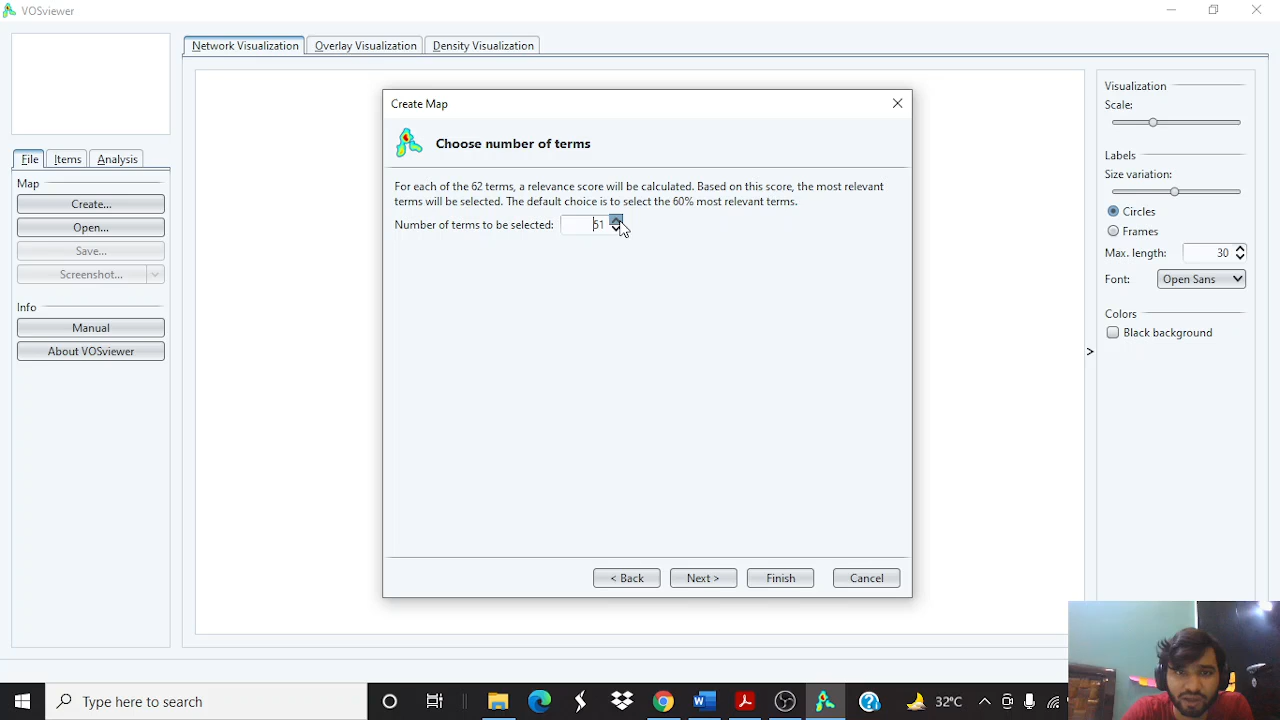 VOSviewer
Network Visualization
Overlay Visualization
Density Visualization
File
Items
Analysis
Map
Create...
Open...
Save...
Screenshot...
Info
Manual
About VOSviewer
Create Map
Choose number of terms
For each of the 62 terms, a relevance score will be calculated. Based on this score, the most relevant
terms will be selected. The default choice is to select the 60% most relevant terms.
Number of terms to be selected: 61
< Back
Next >
Finish
Cancel
Visualization
Scale:
Labels
Size variation:
Circles
Frames
Max. length: 30
Font: Open Sans
Colors
Black background
>
Type here to search
32°C